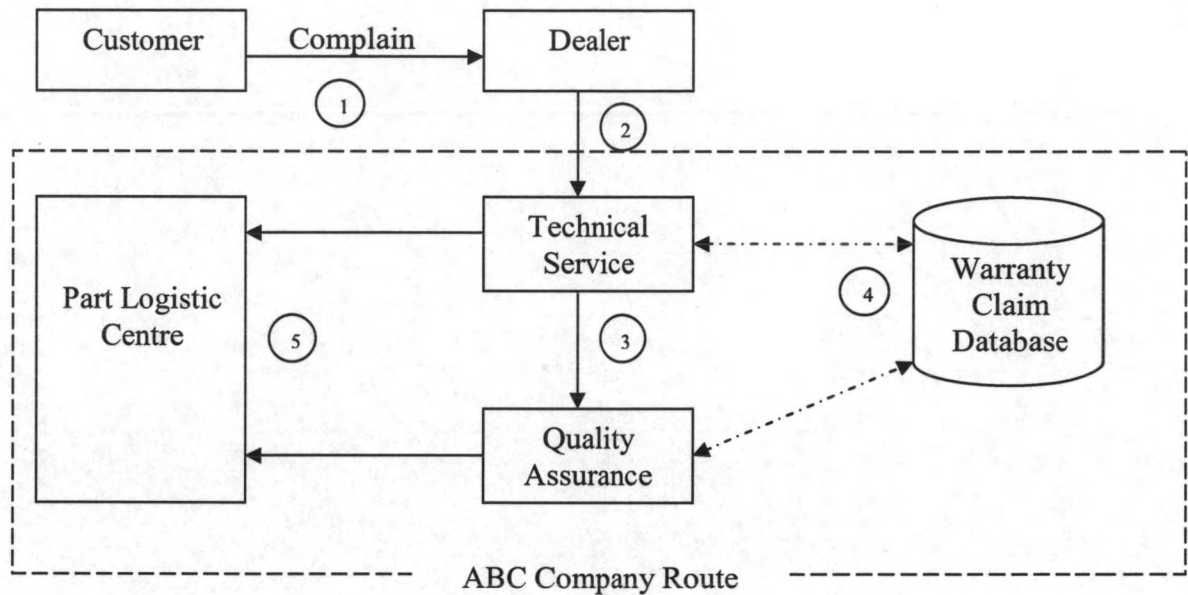 Customer
Complain
Dealer
1
2
Technical
Service
Warranty
Claim
Database
Part Logistic
Centre
4
5
3
Quality
Assurance
ABC Company Route